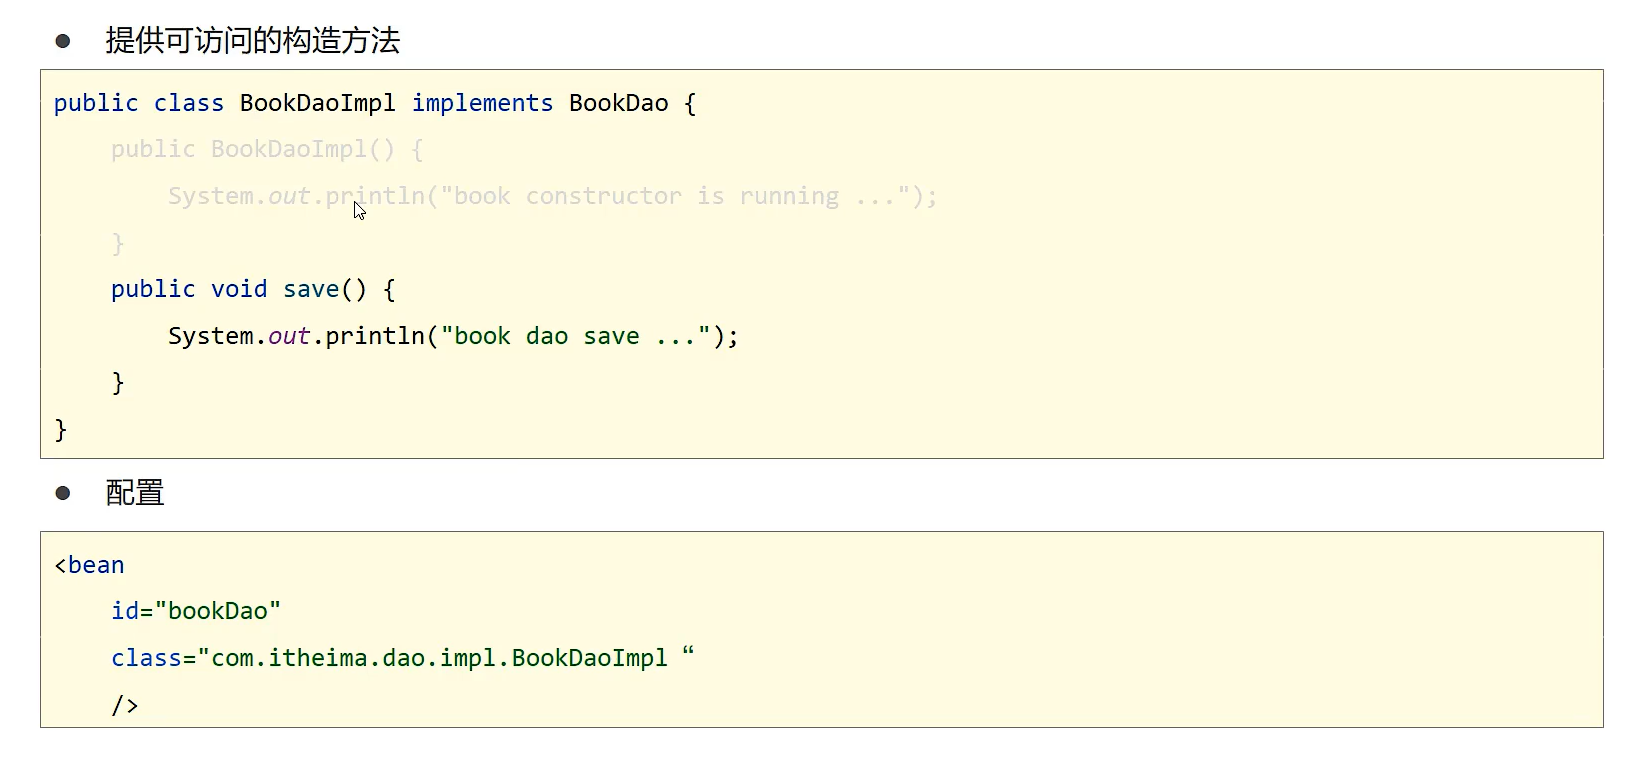 ● 提供可访问的构造方法
public class BookDaoImpl implements BookDao {
    public BookDaoImpl() {
        System.out.println("book constructor is running ...");
    }
    public void save() {
        System.out.println("book dao save ...");
    }
}
● 配置
<bean
    id="bookDao"
    class="com.itheima.dao.impl.BookDaoImpl “
    />